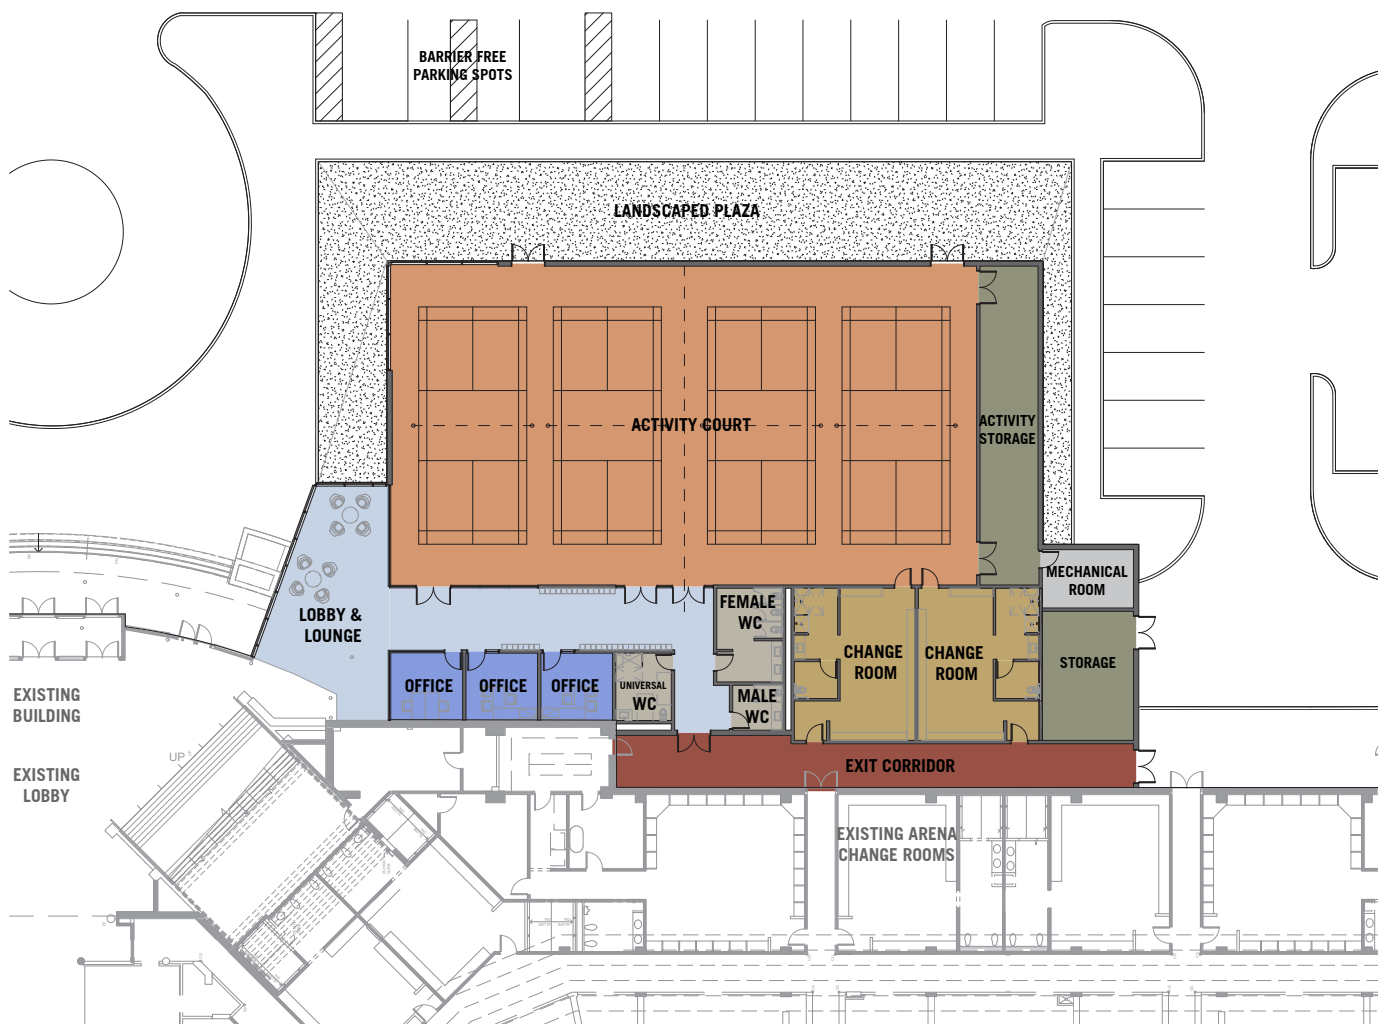 BARRIER FREE
PARKING SPOTS
LANDSCAPED PLAZA
ACTIVITY COURT
ACTIVITY
STORAGE
MECHANICAL
ROOM
LOBBY &
LOUNGE
FEMALE
WC
CHANGE
ROOM
CHANGE
ROOM
STORAGE
OFFICE
OFFICE
OFFICE
UNIVERSAL
WC
MALE
WC
EXISTING
BUILDING
UP
EXIT CORRIDOR
EXISTING
LOBBY
EXISTING ARENA
CHANGE ROOMS